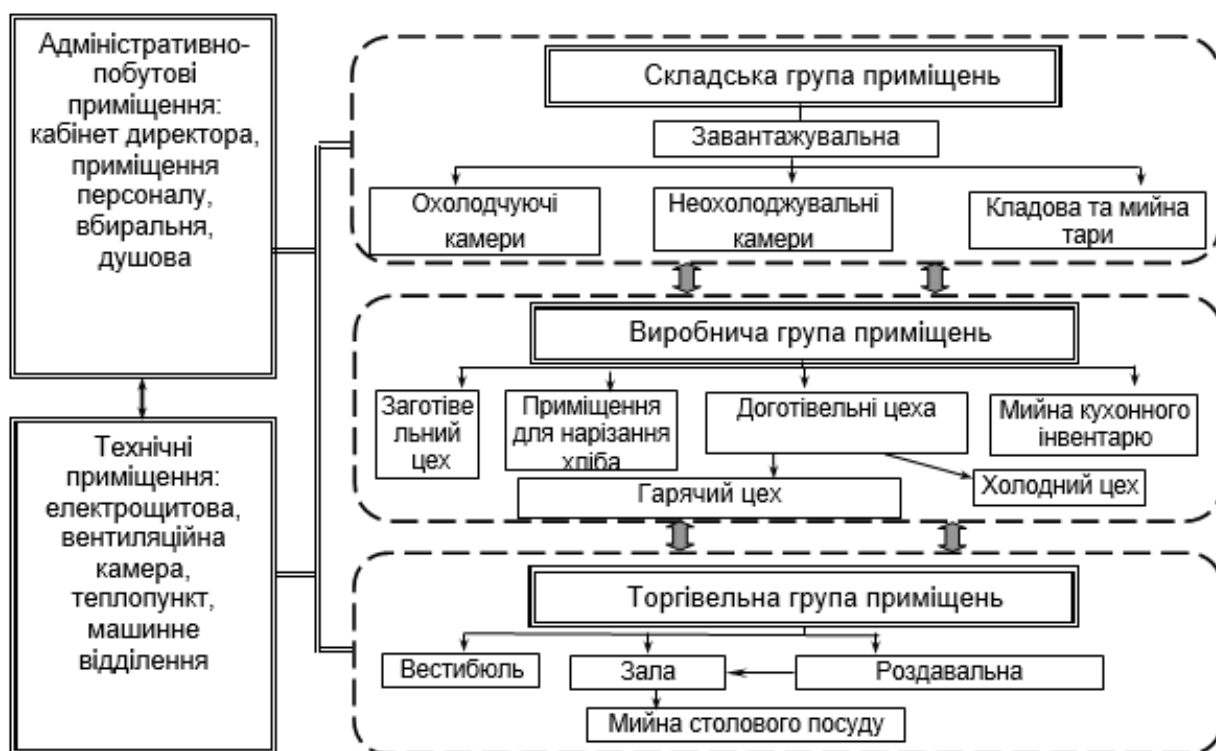 Адміністративно-
побутові
приміщення:
кабінет директора,
приміщення
персоналу,
вбиральня,
душова
Технічні
приміщення:
електрощитова,
вентиляційна
камера,
теплопункт,
машинне
відділення
Складська група приміщень
Завантажувальна
Охолодчуючі
камери
Неохолоджувальні
камери
Кладова та мийна
тари
Виробнича група приміщень
Заготіве
льний
цех
Приміщення
для нарізання
хліба
Доготівельні цеха
Мийна кухонного
інвентарю
Гарячий цех
Холодний цех
Торгівельна група приміщень
Вестибюль
Зала
Роздавальна
Мийна столового посуду